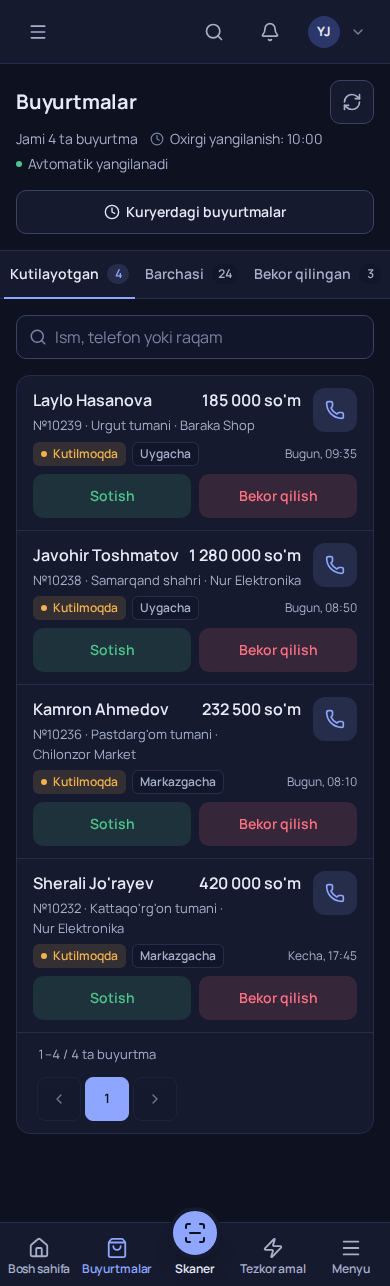 YJ
Buyurtmalar
Jami 4 ta buyurtma Oxirgi yangilanish: 10:00
Avtomatik yangilanadi
Kuryerdagi buyurtmalar
Kutilayotgan 4 Barchasi 24 Bekor qilingan 3
Ism, telefon yoki raqam
Laylo Hasanova 185 000 so'm
№10239 · Urgut tumani · Baraka Shop
Kutilmoqda Uygacha Bugun, 09:35
Sotish Bekor qilish
Javohir Toshmatov 1 280 000 so'm
№10238 · Samarqand shahri · Nur Elektronika
Kutilmoqda Uygacha Bugun, 08:50
Sotish Bekor qilish
Kamron Ahmedov 232 500 so'm
№10236 · Pastdarg'om tumani ·
Chilonzor Market
Kutilmoqda Markazgacha Bugun, 08:10
Sotish Bekor qilish
Sherali Jo'rayev 420 000 so'm
№10232 · Kattaqo'rg'on tumani ·
Nur Elektronika
Kutilmoqda Markazgacha Kecha, 17:45
Sotish Bekor qilish
1–4 / 4 ta buyurtma
1
Bosh sahifa Buyurtmalar Skaner Tezkor amal Menyu